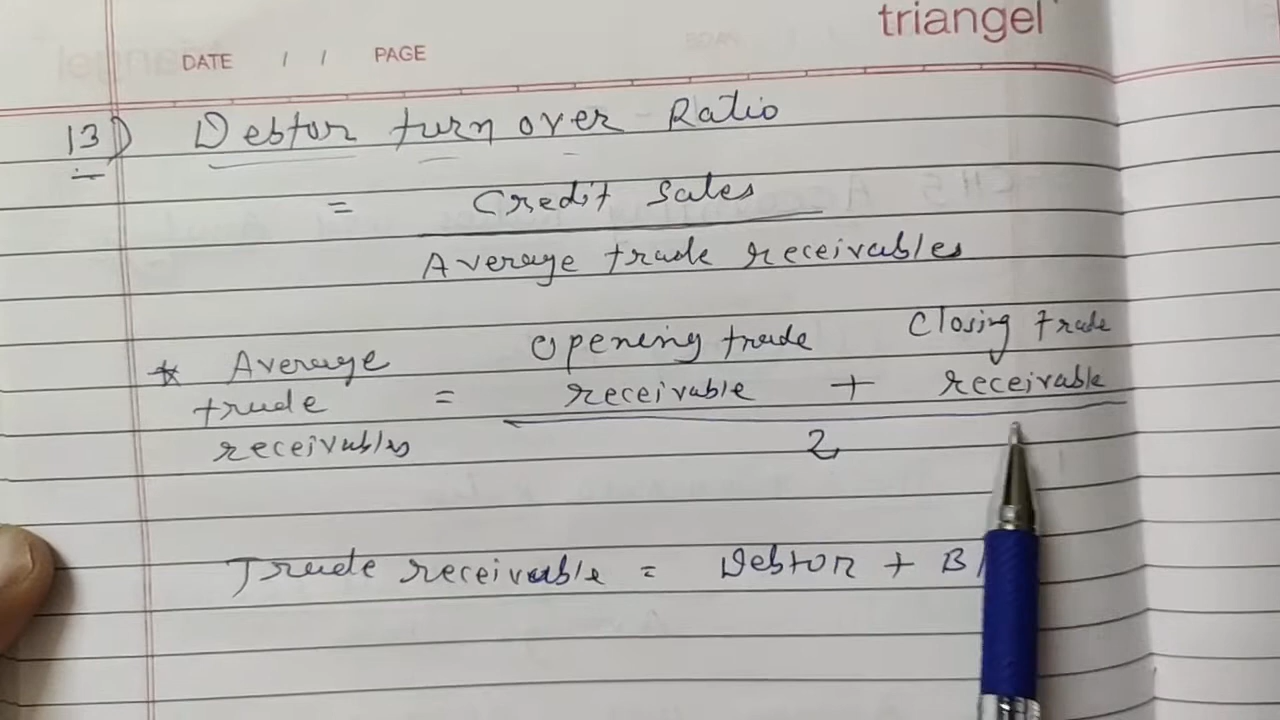 triangel
DATE / / PAGE
13) Debtor turn over Ratio
= Credit Sales
Average trade receivables
* Average trade receivables = Opening trade receivable + Closing trade receivable
2
Trade receivable = Debtor + B/